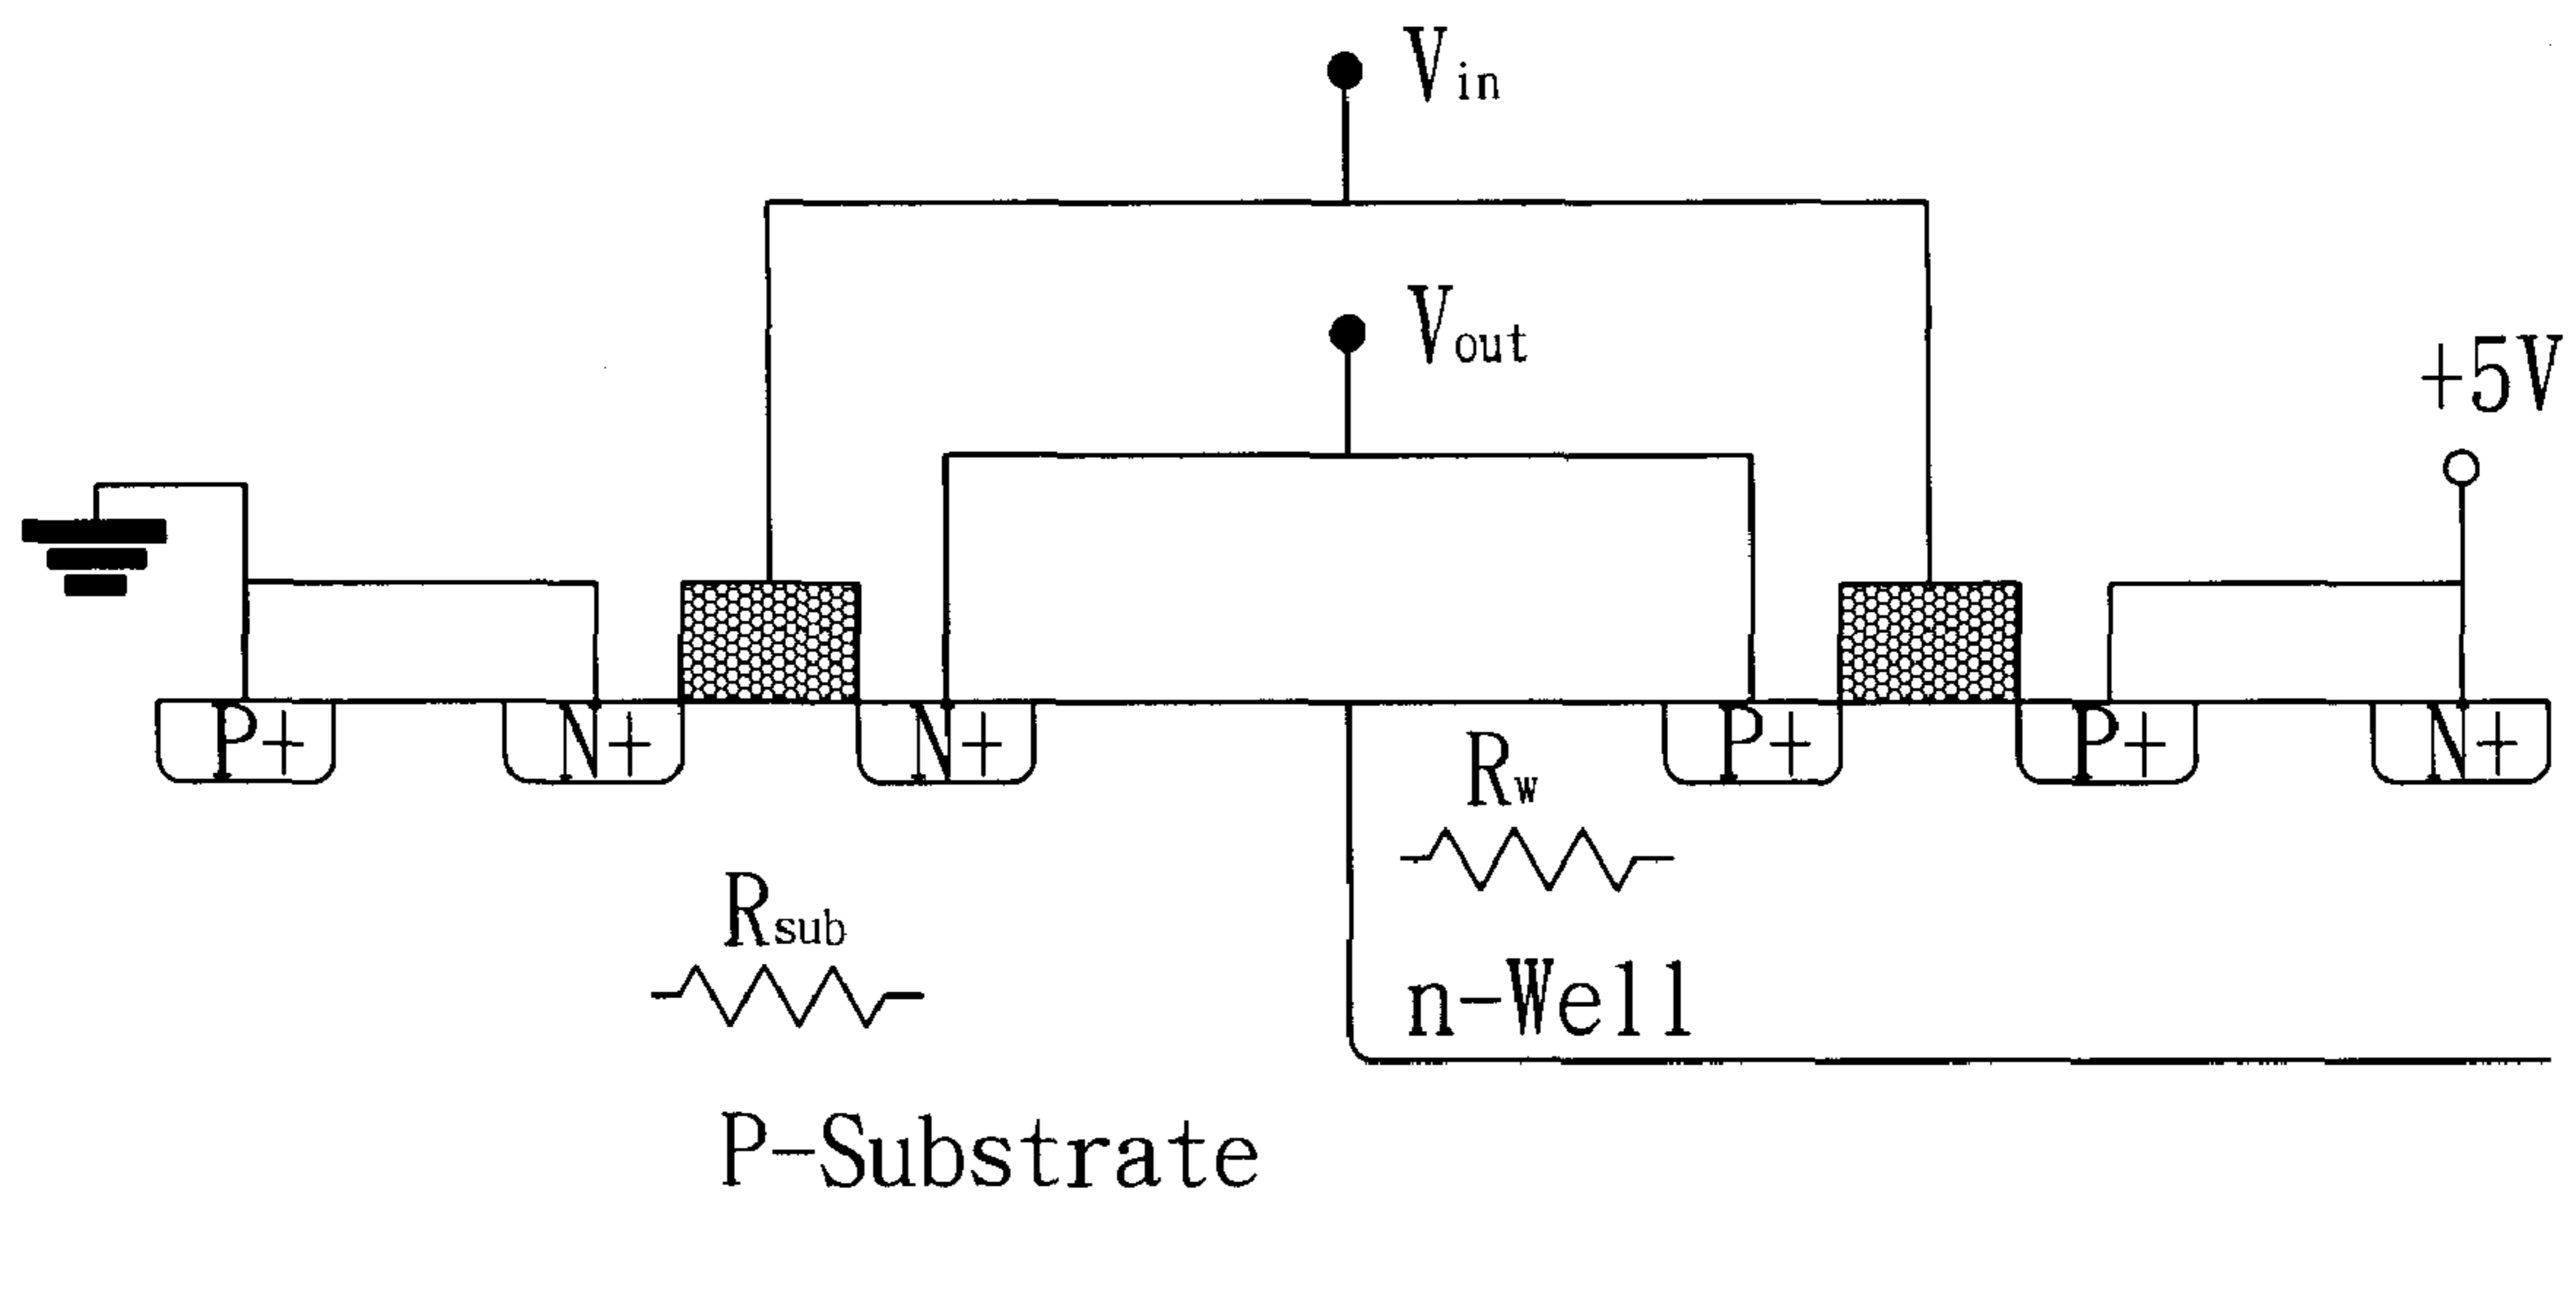 Vin
Vout
+5V
P+ N+ N+ P+ P+ N+
Rw
Rsub
n-Well
P-Substrate